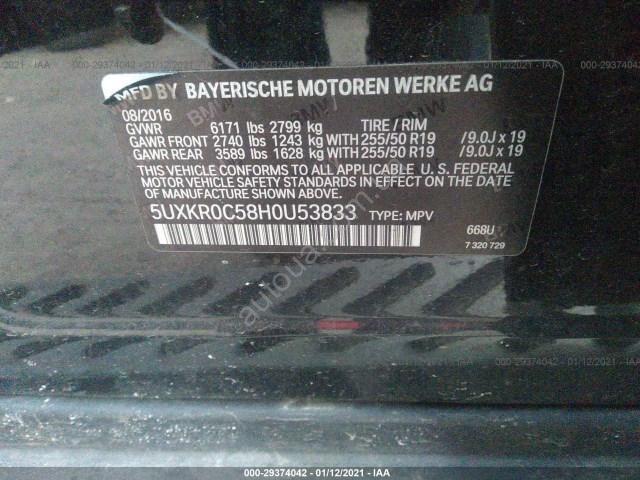 000-29374042 - 01/12/2021 - IAA
MFD BY BAYERISCHE MOTOREN WERKE AG
08/2016
GVWR 6171 lbs 2799 kg TIRE / RIM
GAWR FRONT 2740 lbs 1243 kg WITH 255/50 R19 /9.0J x 19
GAWR REAR 3589 lbs 1628 kg WITH 255/50 R19 /9.0J x 19
THIS VEHICLE CONFORMS TO ALL APPLICABLE U. S. FEDERAL
MOTOR VEHICLE SAFETY STANDARDS IN EFFECT ON THE DATE
OF MANUFACTURE SHOWN ABOVE.
5UXKR0C58H0U53833 TYPE: MPV
668U
7 320 729
autoua
000-29374042 - 01/12/2021 - IAA